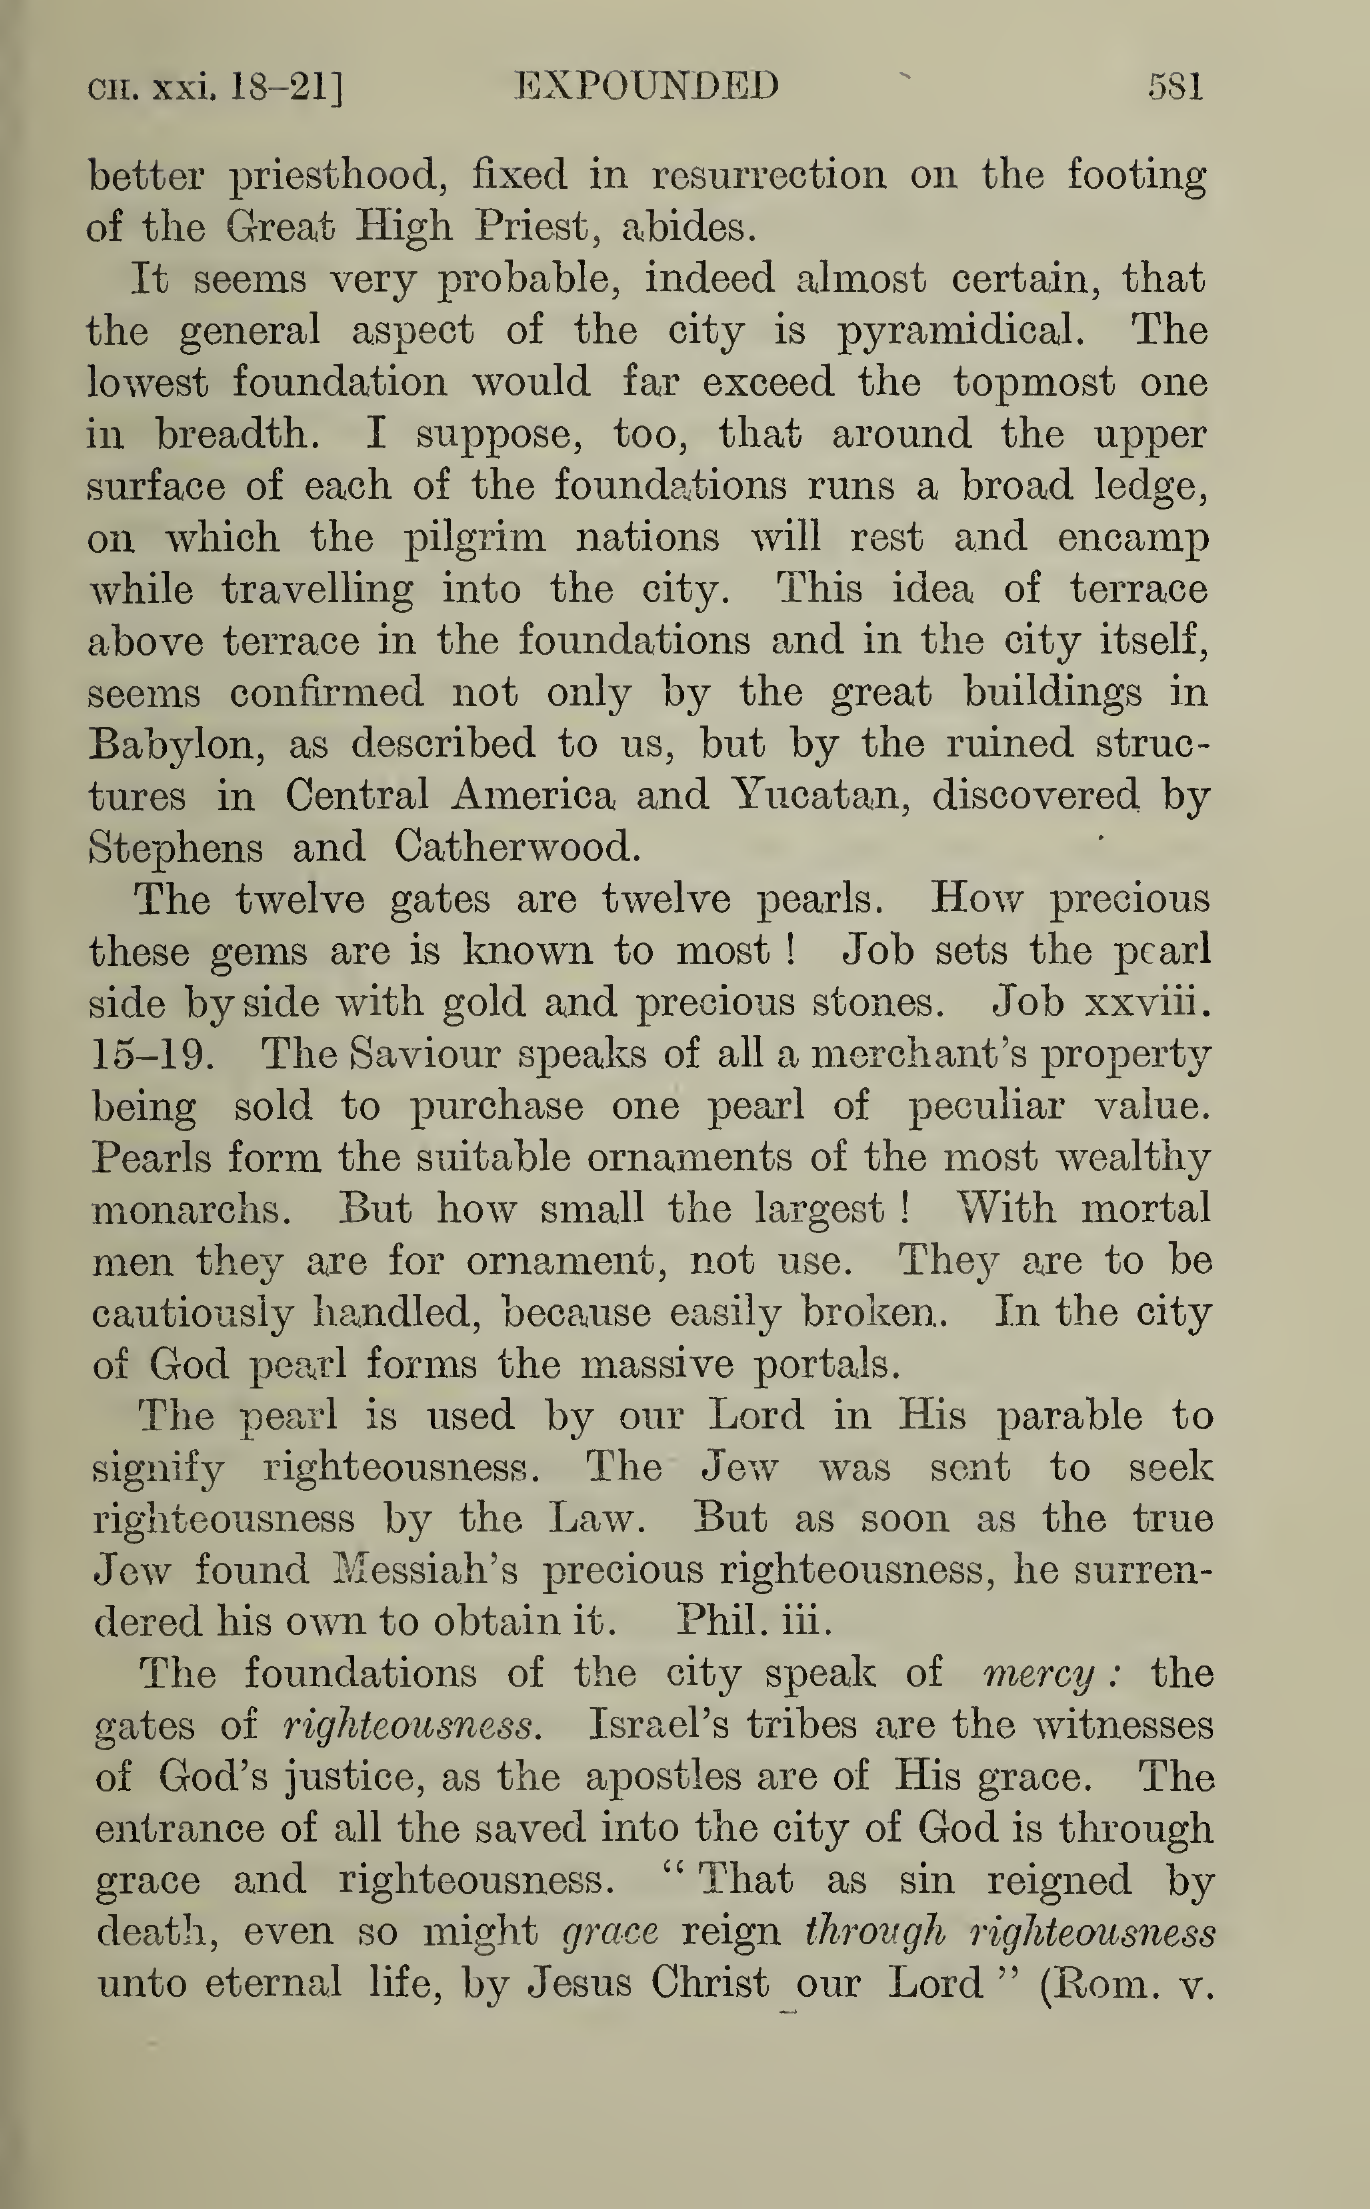 CH. xxi. 18–21] EXPOUNDED 581
better priesthood, fixed in resurrection on the footing
of the Great High Priest, abides.
It seems very probable, indeed almost certain, that
the general aspect of the city is pyramidical. The
lowest foundation would far exceed the topmost one
in breadth. I suppose, too, that around the upper
surface of each of the foundations runs a broad ledge,
on which the pilgrim nations will rest and encamp
while travelling into the city. This idea of terrace
above terrace in the foundations and in the city itself,
seems confirmed not only by the great buildings in
Babylon, as described to us, but by the ruined struc-
tures in Central America and Yucatan, discovered by
Stephens and Catherwood.
The twelve gates are twelve pearls. How precious
these gems are is known to most ! Job sets the pearl
side by side with gold and precious stones. Job xxviii.
15–19. The Saviour speaks of all a merchant's property
being sold to purchase one pearl of peculiar value.
Pearls form the suitable ornaments of the most wealthy
monarchs. But how small the largest ! With mortal
men they are for ornament, not use. They are to be
cautiously handled, because easily broken. In the city
of God pearl forms the massive portals.
The pearl is used by our Lord in His parable to
signify righteousness. The Jew was sent to seek
righteousness by the Law. But as soon as the true
Jew found Messiah's precious righteousness, he surren-
dered his own to obtain it. Phil. iii.
The foundations of the city speak of mercy : the
gates of righteousness. Israel's tribes are the witnesses
of God's justice, as the apostles are of His grace. The
entrance of all the saved into the city of God is through
grace and righteousness. “ That as sin reigned by
death, even so might grace reign through righteousness
unto eternal life, by Jesus Christ our Lord ” (Rom. v.